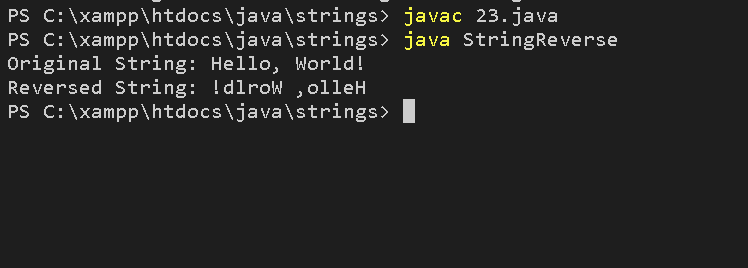 PS C:\xampp\htdocs\java\strings> javac 23.java
PS C:\xampp\htdocs\java\strings> java StringReverse
Original String: Hello, World!
Reversed String: !dlroW ,olleH
PS C:\xampp\htdocs\java\strings>